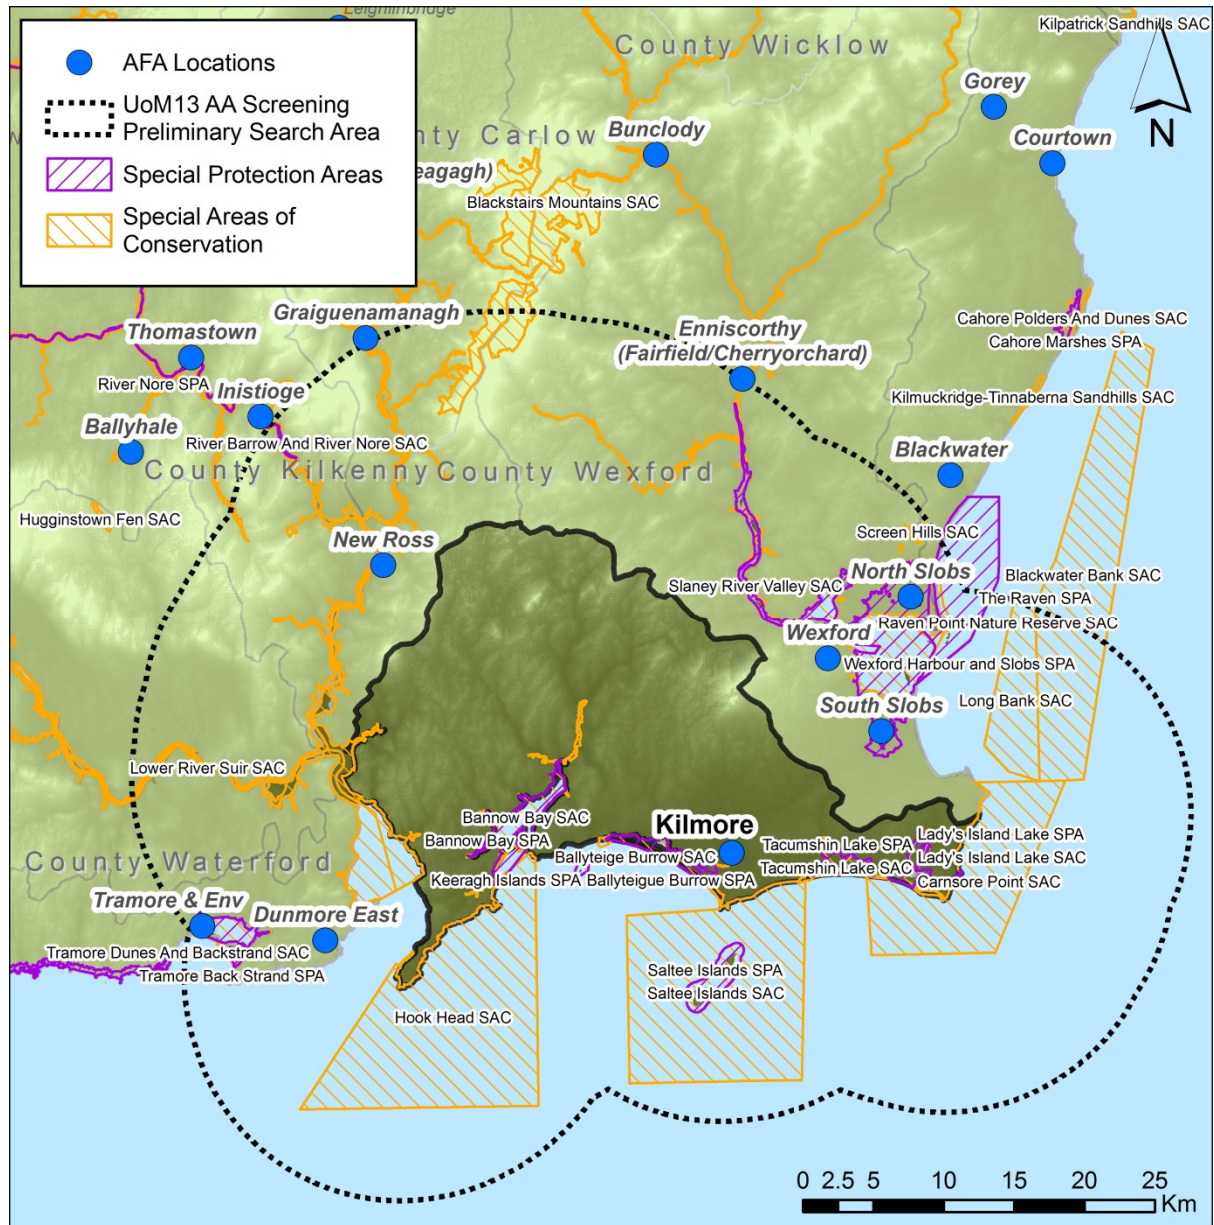 Leighlinbridge
Kilpatrick Sandhills SAC
County Wicklow
AFA Locations
UoM13 AA Screening
Preliminary Search Area
Special Protection Areas
Special Areas of
Conservation
N
Gorey
Courtown
nty Carlow
Bunclody
eagagh)
Blackstairs Mountains SAC
Graiguenamanagh
Thomastown
River Nore SPA
Inistioge
Ballyhale
River Barrow And River Nore SAC
County Kilkenny
County Wexford
Hugginstown Fen SAC
New Ross
Enniscorthy
(Fairfield/Cherryorchard)
Cahore Polders And Dunes SAC
Cahore Marshes SPA
Kilmuckridge-Tinnaberna Sandhills SAC
Blackwater
Screen Hills SAC
North Slobs
Slaney River Valley SAC
Blackwater Bank SAC
The Raven SPA
Raven Point Nature Reserve SAC
Wexford
Wexford Harbour and Slobs SPA
South Slobs
Long Bank SAC
Lower River Suir SAC
Bannow Bay SAC
Bannow Bay SPA
Kilmore
Ballyteige Burrow SAC
Keeragh Islands SPA
Ballyteigue Burrow SPA
Tacumshin Lake SPA
Tacumshin Lake SAC
Lady's Island Lake SPA
Lady's Island Lake SAC
Carnsore Point SAC
County Waterford
Tramore & Env
Dunmore East
Tramore Dunes And Backstrand SAC
Tramore Back Strand SPA
Saltee Islands SPA
Saltee Islands SAC
Hook Head SAC
0 2.5 5 10 15 20 25
Km